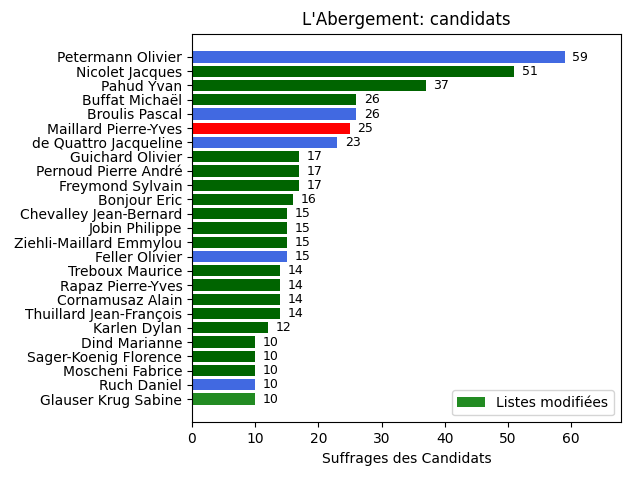 L'Abergement: candidats
Petermann Olivier 59
Nicolet Jacques 51
Pahud Yvan 37
Buffat Michaël 26
Broulis Pascal 26
Maillard Pierre-Yves 25
de Quattro Jacqueline 23
Guichard Olivier 17
Pernoud Pierre André 17
Freymond Sylvain 17
Bonjour Eric 16
Chevalley Jean-Bernard 15
Jobin Philippe 15
Ziehli-Maillard Emmylou 15
Feller Olivier 15
Treboux Maurice 14
Rapaz Pierre-Yves 14
Cornamusaz Alain 14
Thuillard Jean-François 14
Karlen Dylan 12
Dind Marianne 10
Sager-Koenig Florence 10
Moscheni Fabrice 10
Ruch Daniel 10
Glauser Krug Sabine 10
Listes modifiées
0 10 20 30 40 50 60
Suffrages des Candidats